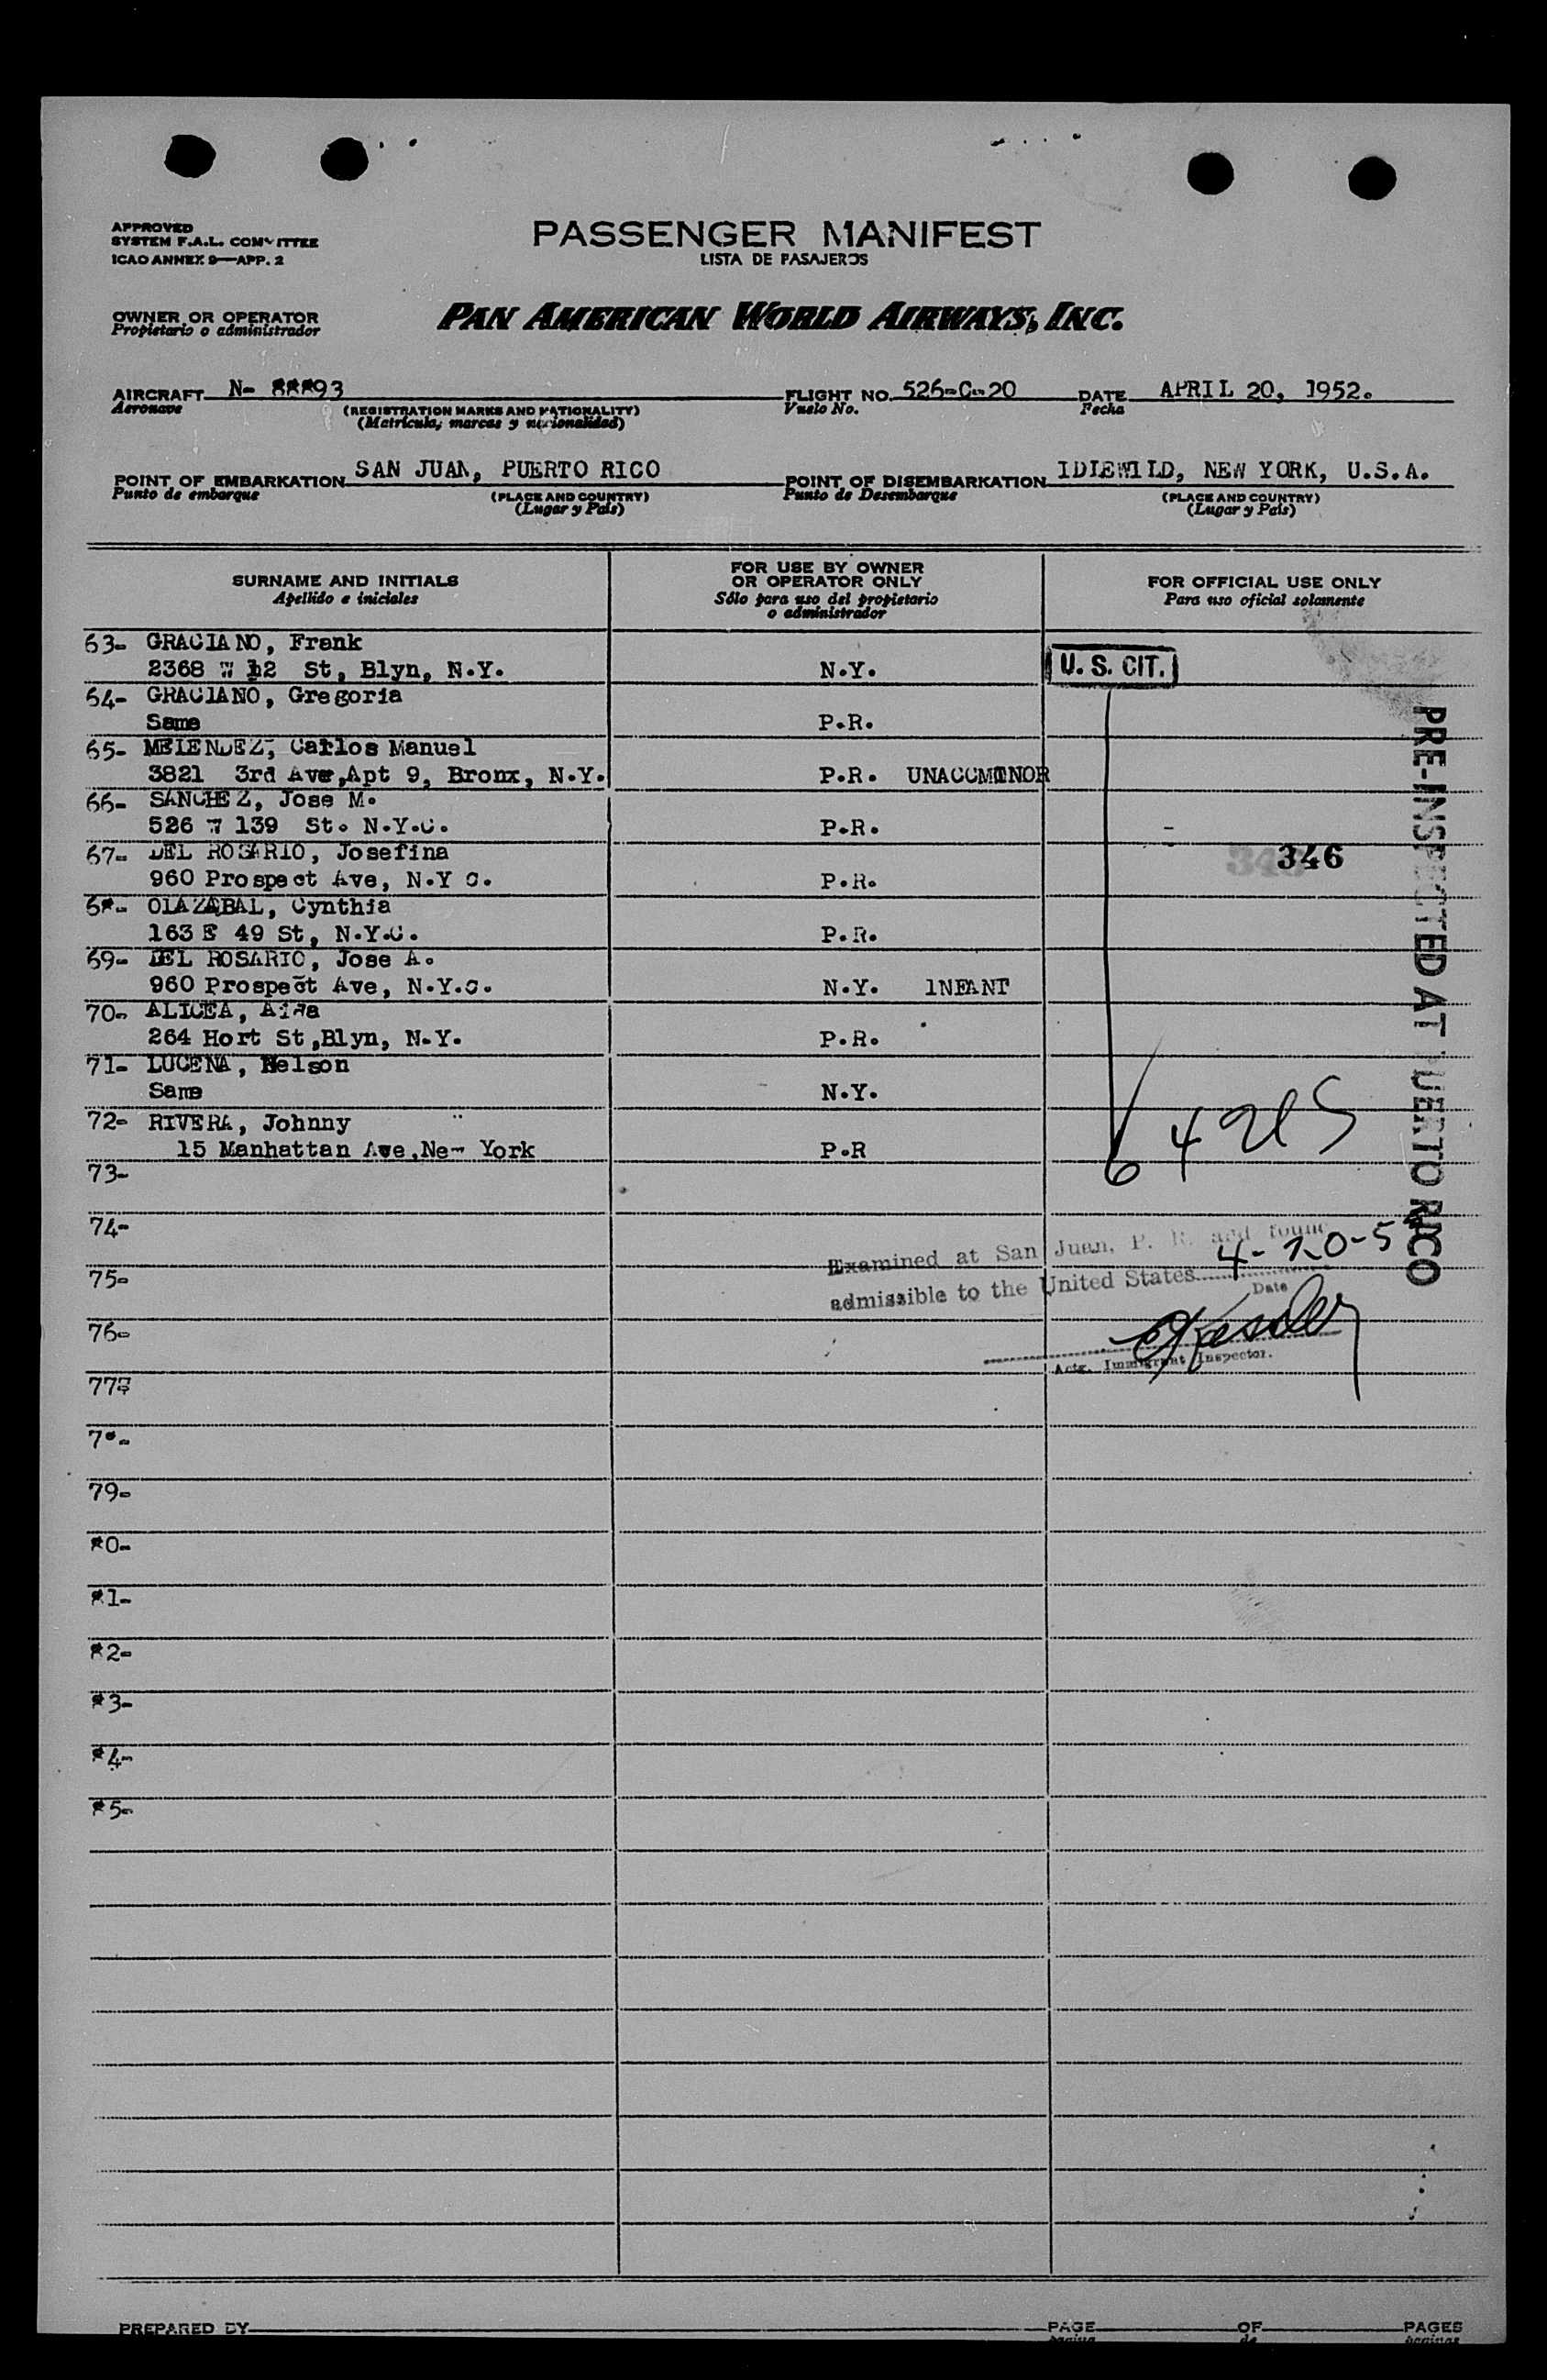 APPROVED
SYSTEM F.A.L. COMMITTEE
ICAO ANNEX 9—APP. 2
PASSENGER MANIFEST
LISTA DE PASAJEROS
OWNER OR OPERATOR
Propietario o administrador
PAN AMERICAN WORLD AIRWAYS, INC.
AIRCRAFT N- 88893 FLIGHT NO. 526-C-20 DATE APRIL 20, 1952.
Aeronave (REGISTRATION MARKS AND NATIONALITY) Vuelo No. Fecha
(Matrícula; marcas y nacionalidad)
POINT OF EMBARKATION SAN JUAN, PUERTO RICO POINT OF DISEMBARKATION IDLEWILD, NEW YORK, U.S.A.
Punto de embarque (PLACE AND COUNTRY) Punto de Desembarque (PLACE AND COUNTRY)
(Lugar y País) (Lugar y País)
SURNAME AND INITIALS
Apellido e iniciales
FOR USE BY OWNER
OR OPERATOR ONLY
Sólo para uso del propietario
o administrador
FOR OFFICIAL USE ONLY
Para uso oficial solamente
63- GRACIANO, Frank
2368 W 12 St, Blyn, N.Y. N.Y. U. S. CIT.
64- GRACIANO, Gregoria
Same P.R.
65- MELENDEZ, Carlos Manuel
3821 3rd Ave,Apt 9, Bronx, N.Y. P.R. UNACCMINOR
66- SANCHEZ, Jose M.
526 W 139 St. N.Y.C. P.R.
67- DEL ROSARIO, Josefina
346
960 Prospect Ave, N.Y C. P.R.
68- OLAZABAL, Cynthia
163 E 49 St, N.Y.C. P.R.
69- DEL ROSARIO, Jose A.
960 Prospect Ave, N.Y.C. N.Y. INFANT
70- ALICEA, Aida
264 Hort St,Blyn, N.Y. P.R.
71- LUCENA, Nelson
Same N.Y.
72- RIVERA, Johnny
15 Manhattan Ave,New York P.R
PRE-INSPECTED AT PUERTO RICO
73-
74-
Examined at San Juan, P. R. and found
75-
admissible to the United States 4-20-52
Date
76-
Actg. Immigrant Inspector.
77-
78-
79-
80-
81-
82-
83-
84-
85-
PREPARED BY PAGE OF PAGES
página de páginas